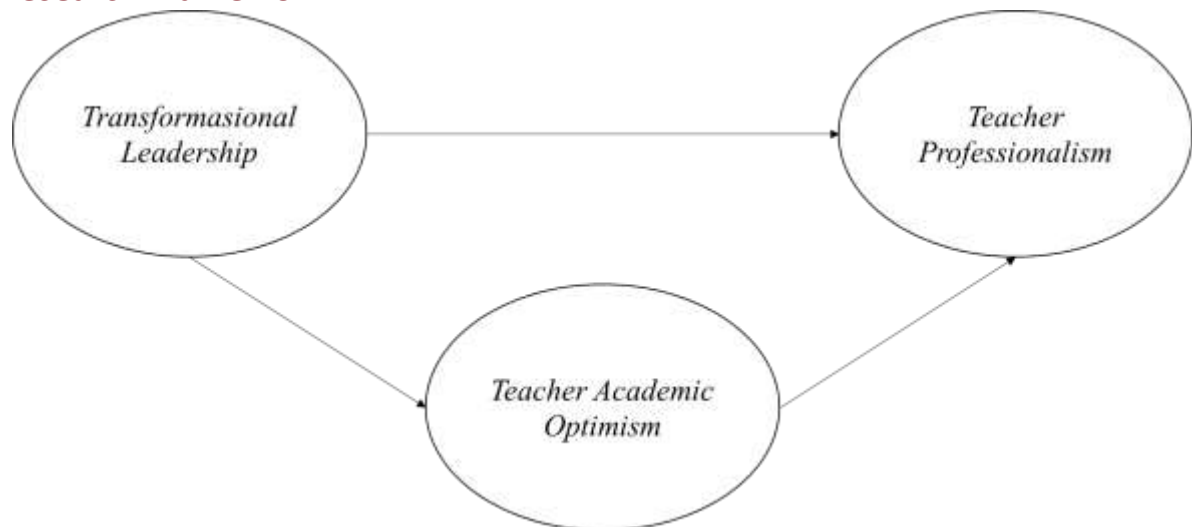 Transformasional
Leadership
Teacher
Professionalism
Teacher Academic
Optimism